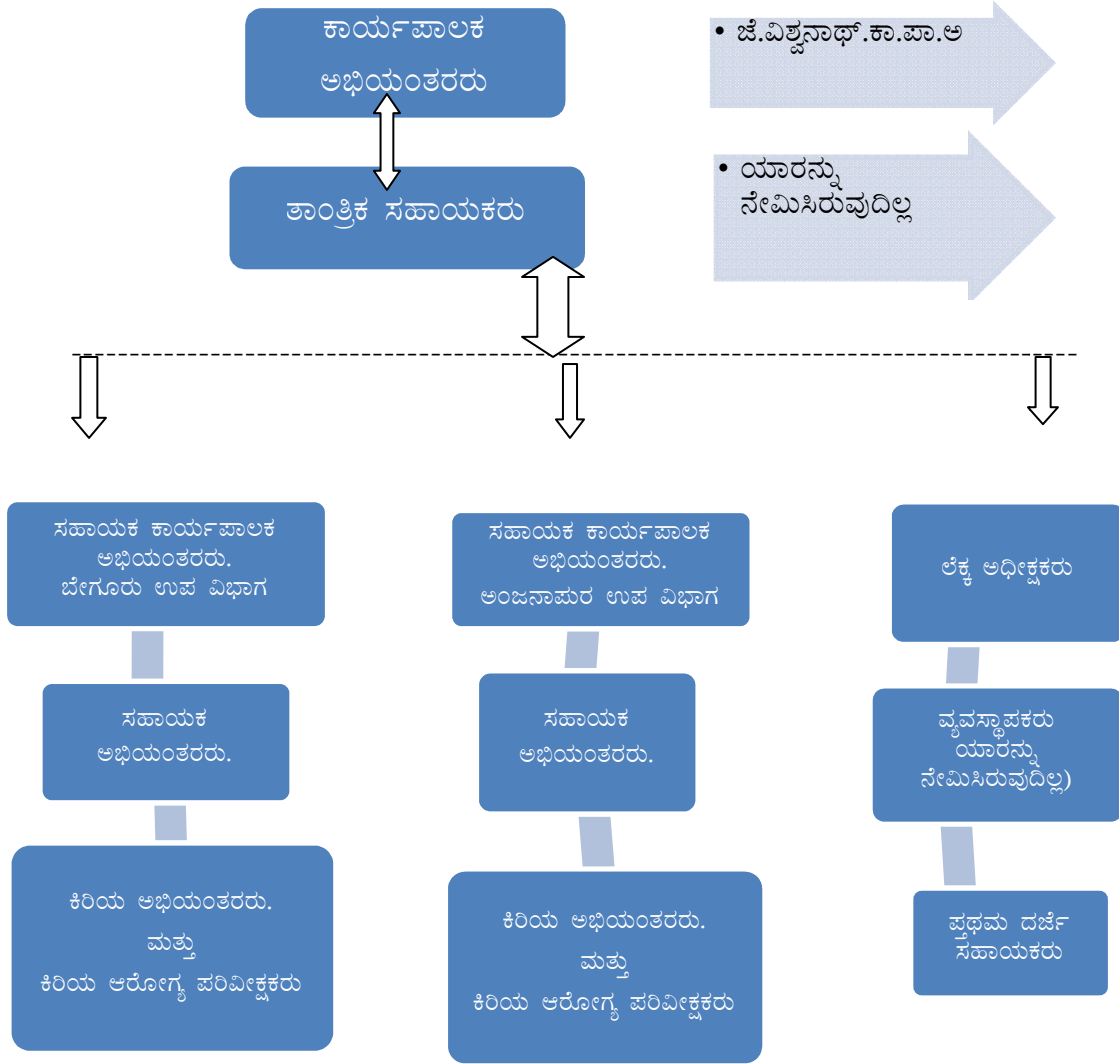 ಕಾರ್ಯಪಾಲಕ
ಅಭಿಯಂತರರು
• ಜೆ.ವಿಶ್ವನಾಥ್.ಕಾ.ಪಾ.ಅ
ತಾಂತ್ರಿಕ ಸಹಾಯಕರು
• ಯಾರನ್ನು
ನೇಮಿಸಿರುವುದಿಲ್ಲ
ಸಹಾಯಕ ಕಾರ್ಯಪಾಲಕ
ಅಭಿಯಂತರರು.
ಬೇಗೂರು ಉಪ ವಿಭಾಗ
ಸಹಾಯಕ
ಅಭಿಯಂತರರು.
ಕಿರಿಯ ಅಭಿಯಂತರರು.
ಮತ್ತು
ಕಿರಿಯ ಆರೋಗ್ಯ ಪರಿವೀಕ್ಷಕರು
ಸಹಾಯಕ ಕಾರ್ಯಪಾಲಕ
ಅಭಿಯಂತರರು.
ಅಂಜನಾಪುರ ಉಪ ವಿಭಾಗ
ಸಹಾಯಕ
ಅಭಿಯಂತರರು.
ಕಿರಿಯ ಅಭಿಯಂತರರು.
ಮತ್ತು
ಕಿರಿಯ ಆರೋಗ್ಯ ಪರಿವೀಕ್ಷಕರು
ಲೆಕ್ಕ ಅಧೀಕ್ಷಕರು
ವ್ಯವಸ್ಥಾಪಕರು
ಯಾರನ್ನು
ನೇಮಿಸಿರುವುದಿಲ್ಲ)
ಪ್ರಥಮ ದರ್ಜೆ
ಸಹಾಯಕರು